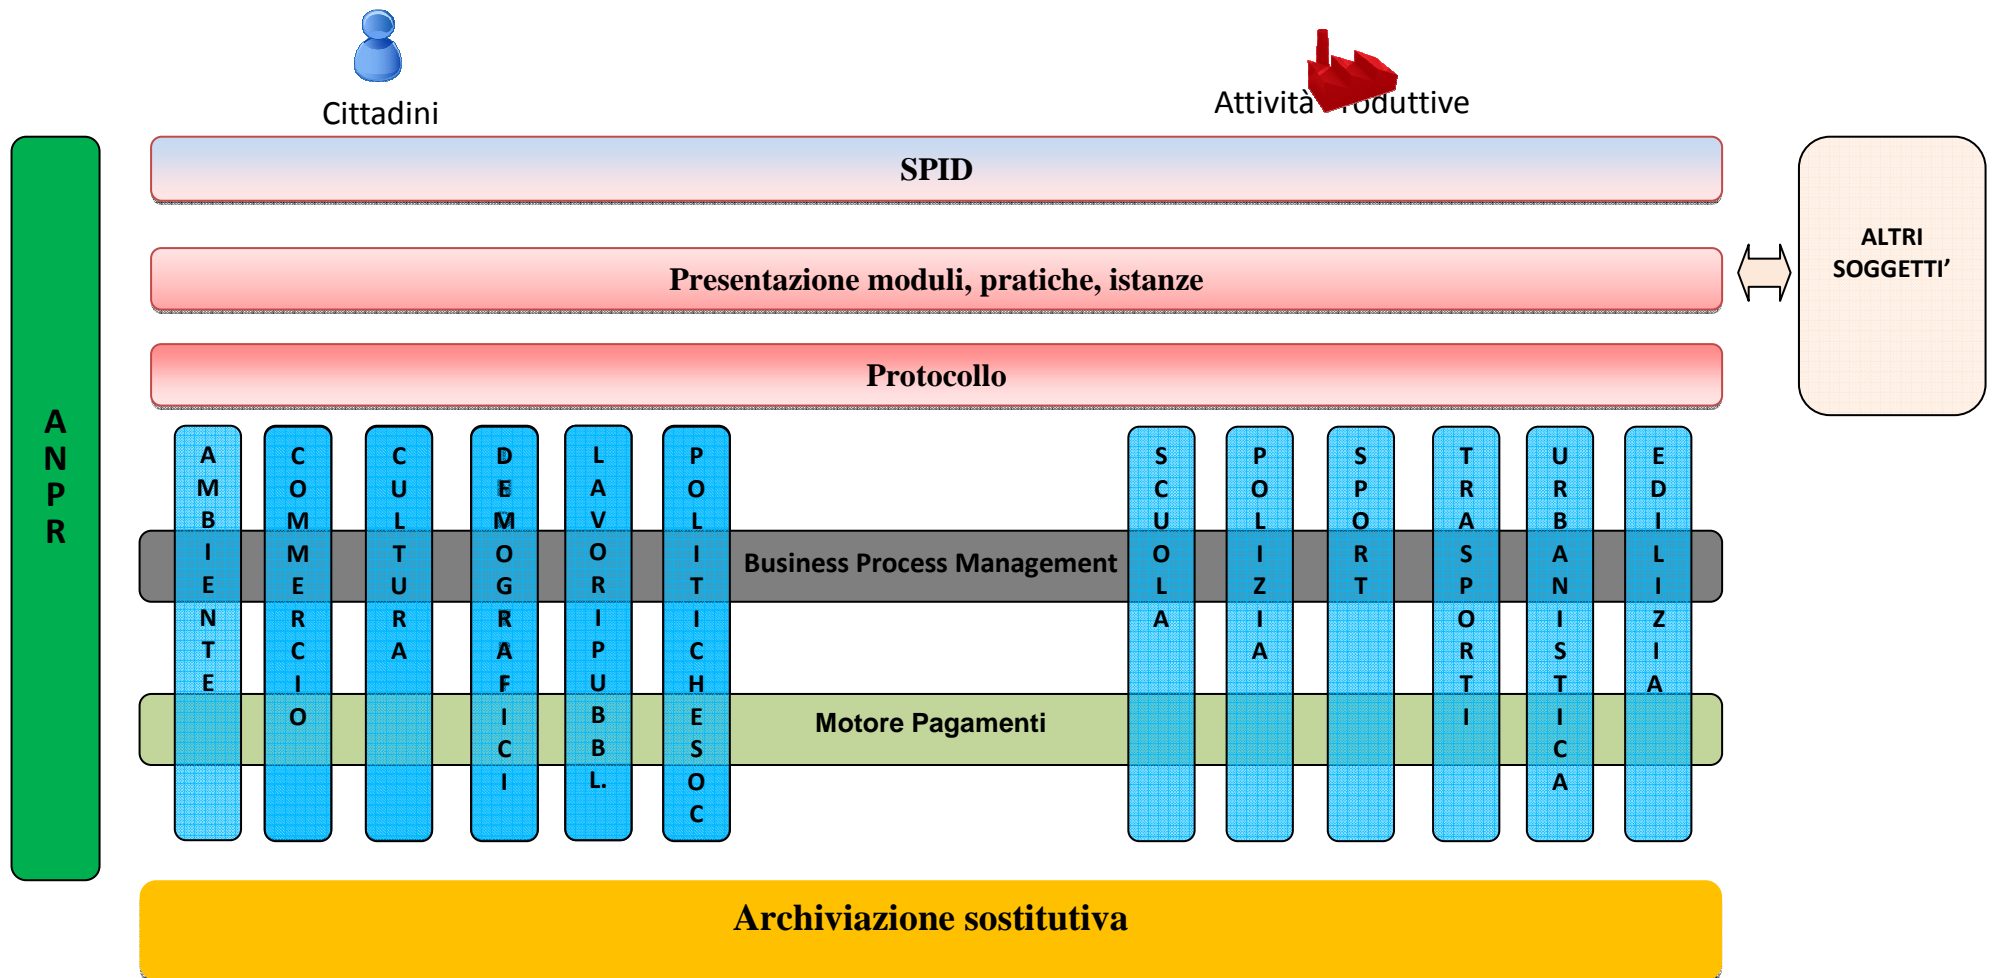 Cittadini
Attività Produttive
SPID
Presentazione moduli, pratiche, istanze
ALTRI
SOGGETTI’
Protocollo
ANPR
AMBIENTE
COMMERCIO
CULTURA
DEMOGRAFICI
LAVORIPUBBL.
POLITICHESOC
SCUOLA
POLIZIA
SPORT
TRASPORTI
URBANISTICA
EDILIZIA
Business Process Management
Motore Pagamenti
Archiviazione sostitutiva